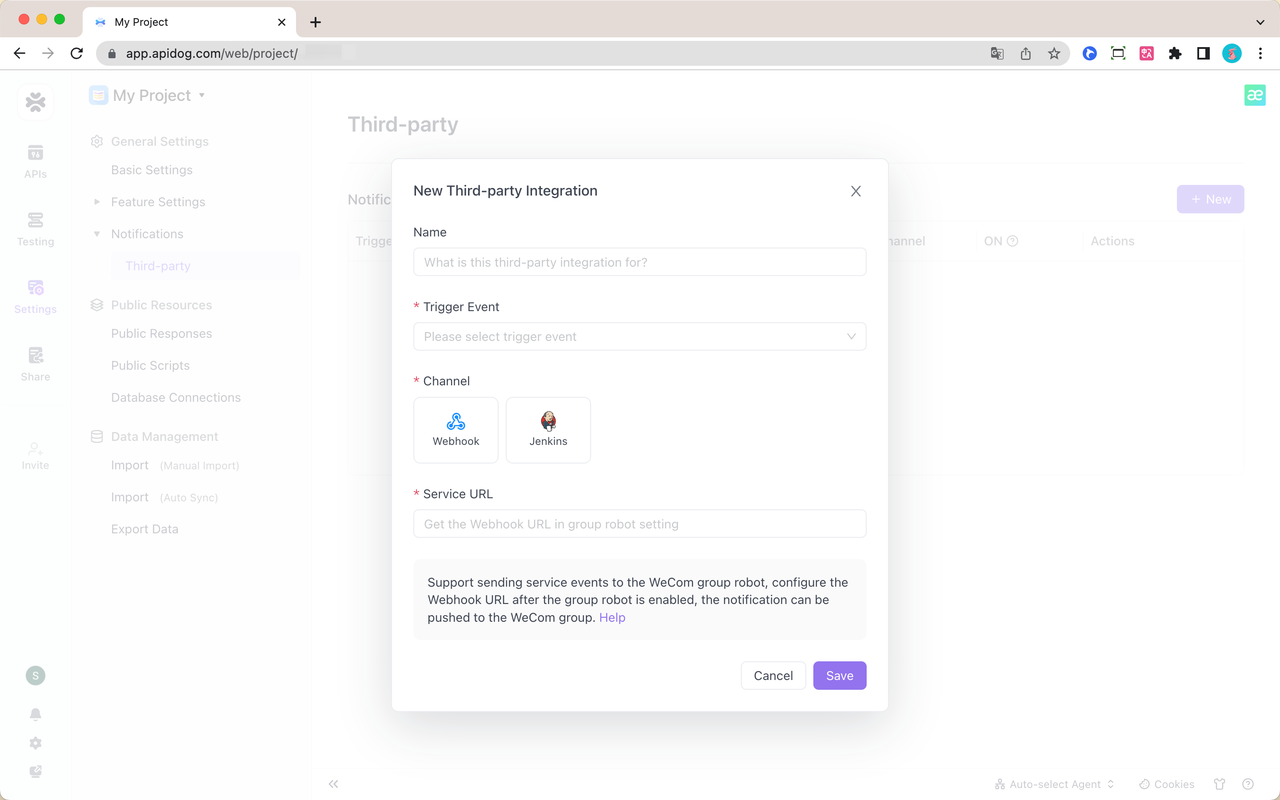 My Project
app.apidog.com/web/project/
My Project
APIs
Testing
Settings
Share
Invite
S
General Settings
Basic Settings
Feature Settings
Notifications
Third-party
Public Resources
Public Responses
Public Scripts
Database Connections
Data Management
Import (Manual Import)
Import (Auto Sync)
Export Data
Third-party
Notific
+ New
Trigge
hannel
ON
Actions
New Third-party Integration
Name
What is this third-party integration for?
* Trigger Event
Please select trigger event
* Channel
Webhook
Jenkins
* Service URL
Get the Webhook URL in group robot setting
Support sending service events to the WeCom group robot, configure the
Webhook URL after the group robot is enabled, the notification can be
pushed to the WeCom group. Help
Cancel
Save
Auto-select Agent
Cookies